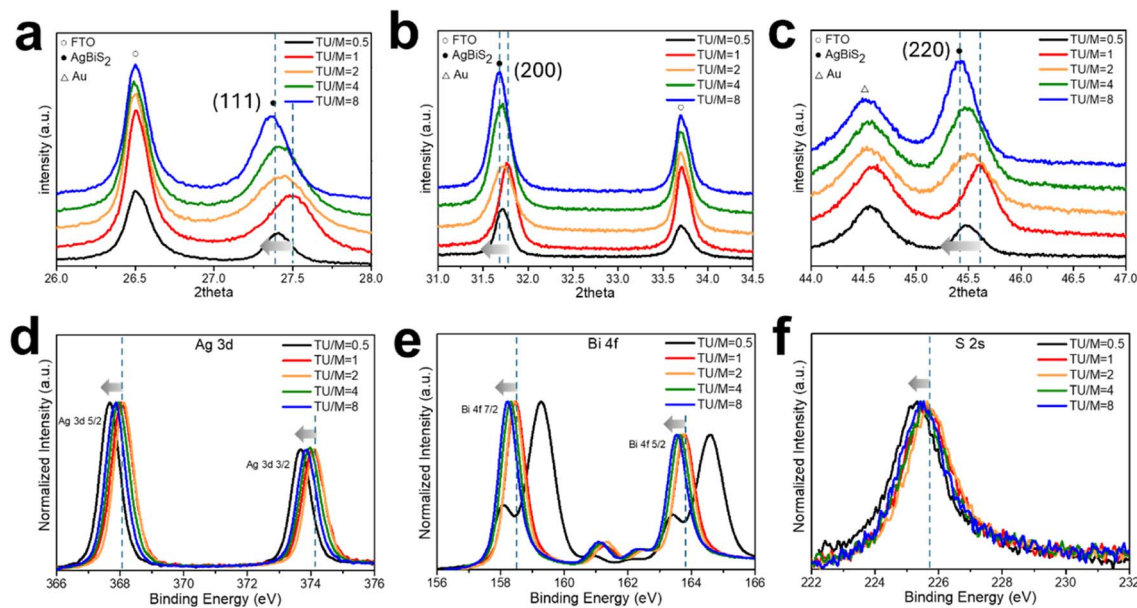 a
○ FTO
● AgBiS₂
△ Au
(111)
TU/M=0.5
TU/M=1
TU/M=2
TU/M=4
TU/M=8
intensity (a.u.)
26.0 26.5 27.0 27.5 28.0
2theta
b
(200)
TU/M=0.5
TU/M=1
TU/M=2
TU/M=4
TU/M=8
intensity (a.u.)
31.0 31.5 32.0 32.5 33.0 33.5 34.0 34.5
2theta
c
○ FTO
● AgBiS₂
△ Au
(220)
TU/M=0.5
TU/M=1
TU/M=2
TU/M=4
TU/M=8
intensity (a.u.)
44.0 44.5 45.0 45.5 46.0 46.5 47.0
2theta
d
Ag 3d
TU/M=0.5
TU/M=1
TU/M=2
TU/M=4
TU/M=8
Ag 3d 5/2
Ag 3d 3/2
Normalized Intensity (a.u.)
366 368 370 372 374 376
Binding Energy (eV)
e
Bi 4f
TU/M=0.5
TU/M=1
TU/M=2
TU/M=4
TU/M=8
Bi 4f 7/2
Bi 4f 5/2
Normalized Intensity (a.u.)
156 158 160 162 164 166
Binding Energy (eV)
f
S 2s
TU/M=0.5
TU/M=1
TU/M=2
TU/M=4
TU/M=8
Normalized Intensity (a.u.)
222 224 226 228 230 232
Binding Energy (eV)